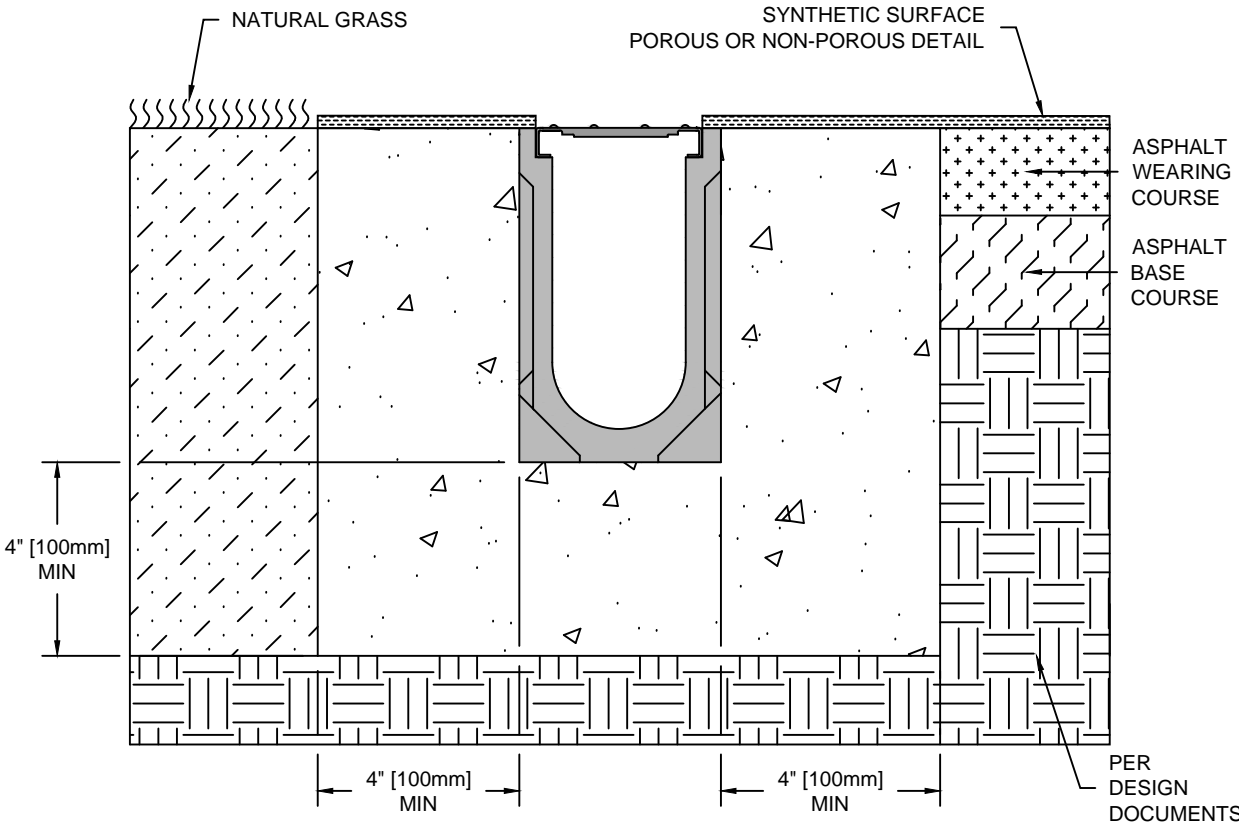 NATURAL GRASS
SYNTHETIC SURFACE
POROUS OR NON-POROUS DETAIL
ASPHALT
WEARING
COURSE
ASPHALT
BASE
COURSE
4" [100mm]
MIN
4" [100mm]
MIN
4" [100mm]
MIN
PER
DESIGN
DOCUMENTS